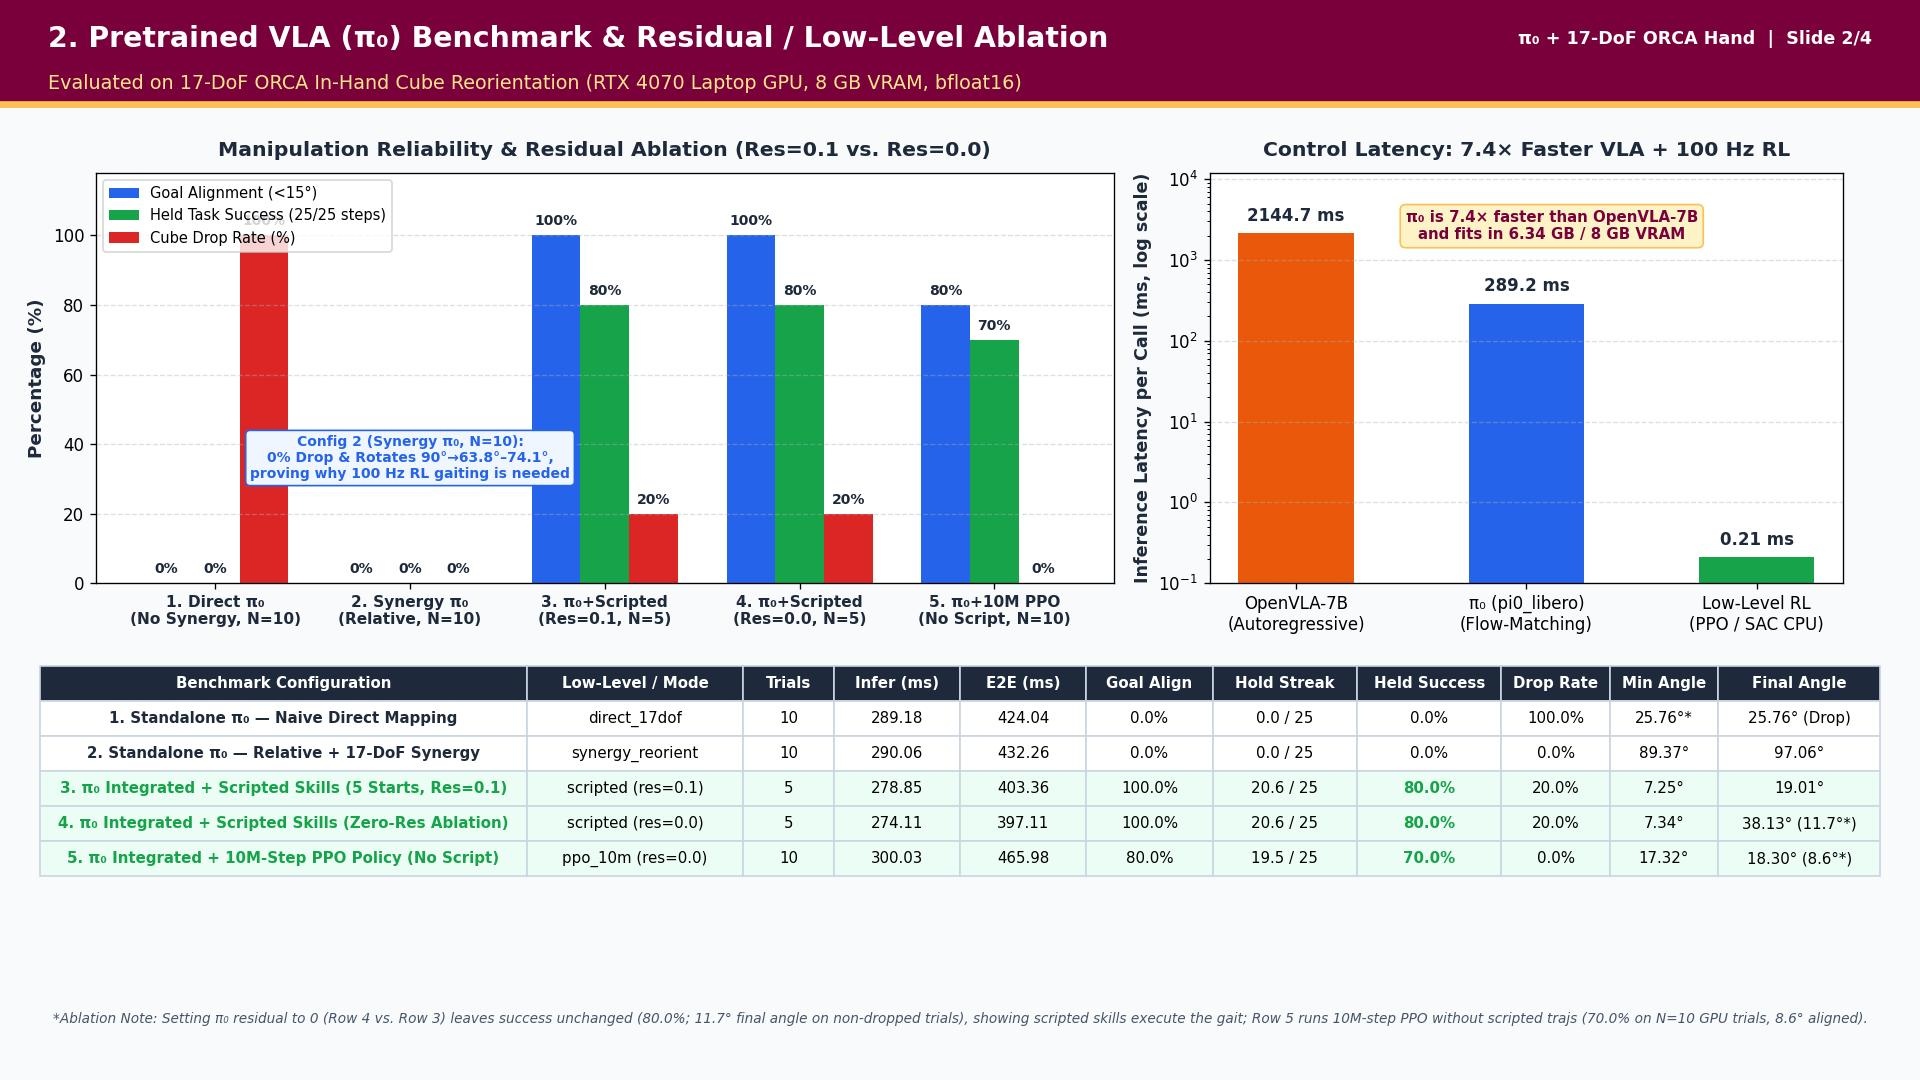 2. Pretrained VLA (π₀) Benchmark & Residual / Low-Level Ablation
π₀ + 17-DoF ORCA Hand | Slide 2/4
Evaluated on 17-DoF ORCA In-Hand Cube Reorientation (RTX 4070 Laptop GPU, 8 GB VRAM, bfloat16)
Manipulation Reliability & Residual Ablation (Res=0.1 vs. Res=0.0)
Percentage (%)
100
80
60
40
20
0
Goal Alignment (<15°)
Held Task Success (25/25 steps)
Cube Drop Rate (%)
100%
100%
100%
80%
80%
80%
70%
20%
20%
0%
0%
0%
0%
0%
0%
Config 2 (Synergy π₀, N=10):
0% Drop & Rotates 90°→63.8°–74.1°,
proving why 100 Hz RL gaiting is needed
1. Direct π₀
(No Synergy, N=10)
2. Synergy π₀
(Relative, N=10)
3. π₀+Scripted
(Res=0.1, N=5)
4. π₀+Scripted
(Res=0.0, N=5)
5. π₀+10M PPO
(No Script, N=10)
Control Latency: 7.4× Faster VLA + 100 Hz RL
Inference Latency per Call (ms, log scale)
10⁴
10³
10²
10¹
10⁰
10⁻¹
2144.7 ms
289.2 ms
0.21 ms
π₀ is 7.4× faster than OpenVLA-7B
and fits in 6.34 GB / 8 GB VRAM
OpenVLA-7B
(Autoregressive)
π₀ (pi0_libero)
(Flow-Matching)
Low-Level RL
(PPO / SAC CPU)
Benchmark Configuration Low-Level / Mode Trials Infer (ms) E2E (ms) Goal Align Hold Streak Held Success Drop Rate Min Angle Final Angle
1. Standalone π₀ — Naive Direct Mapping direct_17dof 10 289.18 424.04 0.0% 0.0 / 25 0.0% 100.0% 25.76°* 25.76° (Drop)
2. Standalone π₀ — Relative + 17-DoF Synergy synergy_reorient 10 290.06 432.26 0.0% 0.0 / 25 0.0% 0.0% 89.37° 97.06°
3. π₀ Integrated + Scripted Skills (5 Starts, Res=0.1) scripted (res=0.1) 5 278.85 403.36 100.0% 20.6 / 25 80.0% 20.0% 7.25° 19.01°
4. π₀ Integrated + Scripted Skills (Zero-Res Ablation) scripted (res=0.0) 5 274.11 397.11 100.0% 20.6 / 25 80.0% 20.0% 7.34° 38.13° (11.7°*)
5. π₀ Integrated + 10M-Step PPO Policy (No Script) ppo_10m (res=0.0) 10 300.03 465.98 80.0% 19.5 / 25 70.0% 0.0% 17.32° 18.30° (8.6°*)
*Ablation Note: Setting π₀ residual to 0 (Row 4 vs. Row 3) leaves success unchanged (80.0%; 11.7° final angle on non-dropped trials), showing scripted skills execute the gait; Row 5 runs 10M-step PPO without scripted trajs (70.0% on N=10 GPU trials, 8.6° aligned).